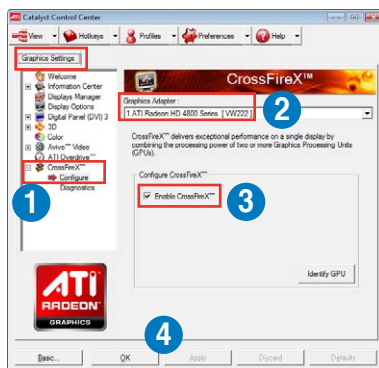 ATI Catalyst Control Center
View Hotkeys Profiles Preferences Help
Graphics Settings
Welcome
Information Center
Displays Manager
Display Options
Digital Panel (DVI) 3
3D
Color
Avivo™ Video
ATI Overdrive™
CrossFireX™
Configure
Diagnostics
1
CrossFireX™
Graphics Adapter :
1.ATI Radeon HD 4800 Series [ VW222 ]
2
CrossFireX™ delivers exceptional performance on a single display by
combining the processing power of two or more Graphics Processing Units
(GPUs).
Configure CrossFireX™
Enable CrossFireX™
3
Identify GPU
ATI
RADEON
GRAPHICS
4
Basic... OK Apply Discard Defaults